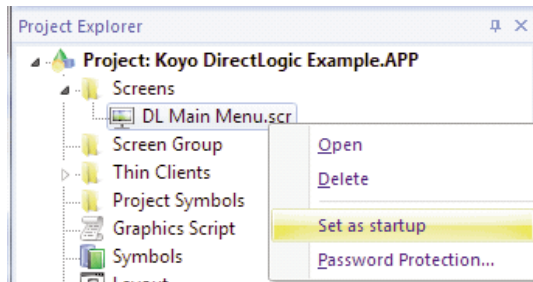 Project Explorer
Project: Koyo DirectLogic Example.APP
Screens
DL Main Menu.scr
Screen Group
Open
Thin Clients
Delete
Project Symbols
Graphics Script
Set as startup
Symbols
Password Protection...
Layout